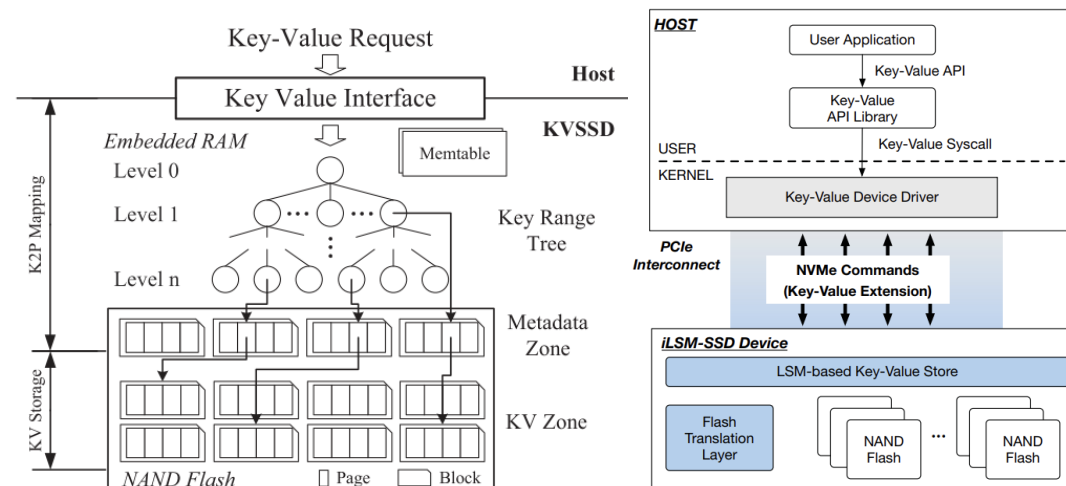 Key-Value Request
Host
Key Value Interface
KVSSD
Embedded RAM
Memtable
Level 0
Level 1
Key Range
Tree
Level n
K2P Mapping
Metadata
Zone
KV Storage
KV Zone
NAND Flash
Page
Block
HOST
User Application
Key-Value API
Key-Value
API Library
Key-Value Syscall
USER
KERNEL
Key-Value Device Driver
PCIe
Interconnect
NVMe Commands
(Key-Value Extension)
iLSM-SSD Device
LSM-based Key-Value Store
Flash
Translation
Layer
NAND
Flash
...
NAND
Flash